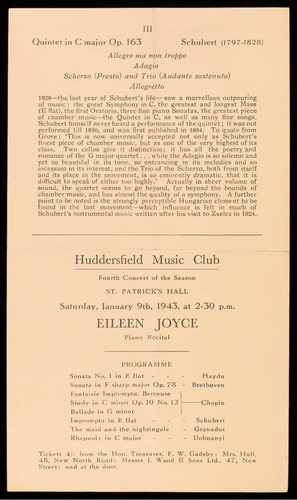 III
Quintet in C major Op. 163 Schubert (1797-1828)
Allegro ma non troppo
Adagio
Scherzo (Presto) and Trio (Andante sostenuto)
Allegretto
1828—the last year of Schubert's life— saw a marvellous outpouring
of music: the great Symphony in C, the greatest and longest Mass
(E flat), the first Oratorio, three fine piano Sonatas, the greatest piece
of chamber music—the Quintet in C, as well as many fine songs.
Schubert himself never heard a performance of the quintet; it was not
performed till 1850, and was first published in 1854. To quote from
Grove: 'This is now universally accepted not only as Schubert's
finest piece of chamber music, but as one of the very highest of its
class. Two cellos give it distinction; it has all the poetry and
romance of the G major quartet . . . while the Adagio is so solemn and
yet so beautiful in its tone, so entrancing in its melodies and so
incessant in its interest, and the Trio of the Scherzo, both from itself
and its place in the movement, is so eminently dramatic, that it is
difficult to speak of either too highly.' Actually in sheer volume of
sound, the quartet seems to go beyond, far beyond the bounds of
chamber music, and has almost the quality of a symphony. A further
point to be noted is the strongly perceptible Hungarian element to be
found in the last movement—which influence is felt in much of
Schubert's instrumental music written after his visit to Zselez in 1824.
Huddersfield Music Club
Fourth Concert of the Season
ST. PATRICK'S HALL
Saturday, January 9th, 1943, at 2-30 p.m.
EILEEN JOYCE
Piano Recital
PROGRAMME
Sonata No. 1 in E flat - - - Haydn
Sonata in F sharp major Op. 78 - Beethoven
Fantaisie Impromptu, Berceuse
Study in C minor Op. 10 No. 12 Chopin
Ballade in G minor
Impromptu in E flat - - Schubert
The maid and the nightingale - Granados
Rhapsody in C major - - Dohnanyi
Tickets 4/- from the Hon. Treasurer, F. W. Gadsby; Mrs. Hull,
48, New North Road; Messrs J. Wood & Sons Ltd., 47, New
Street; and at the door.